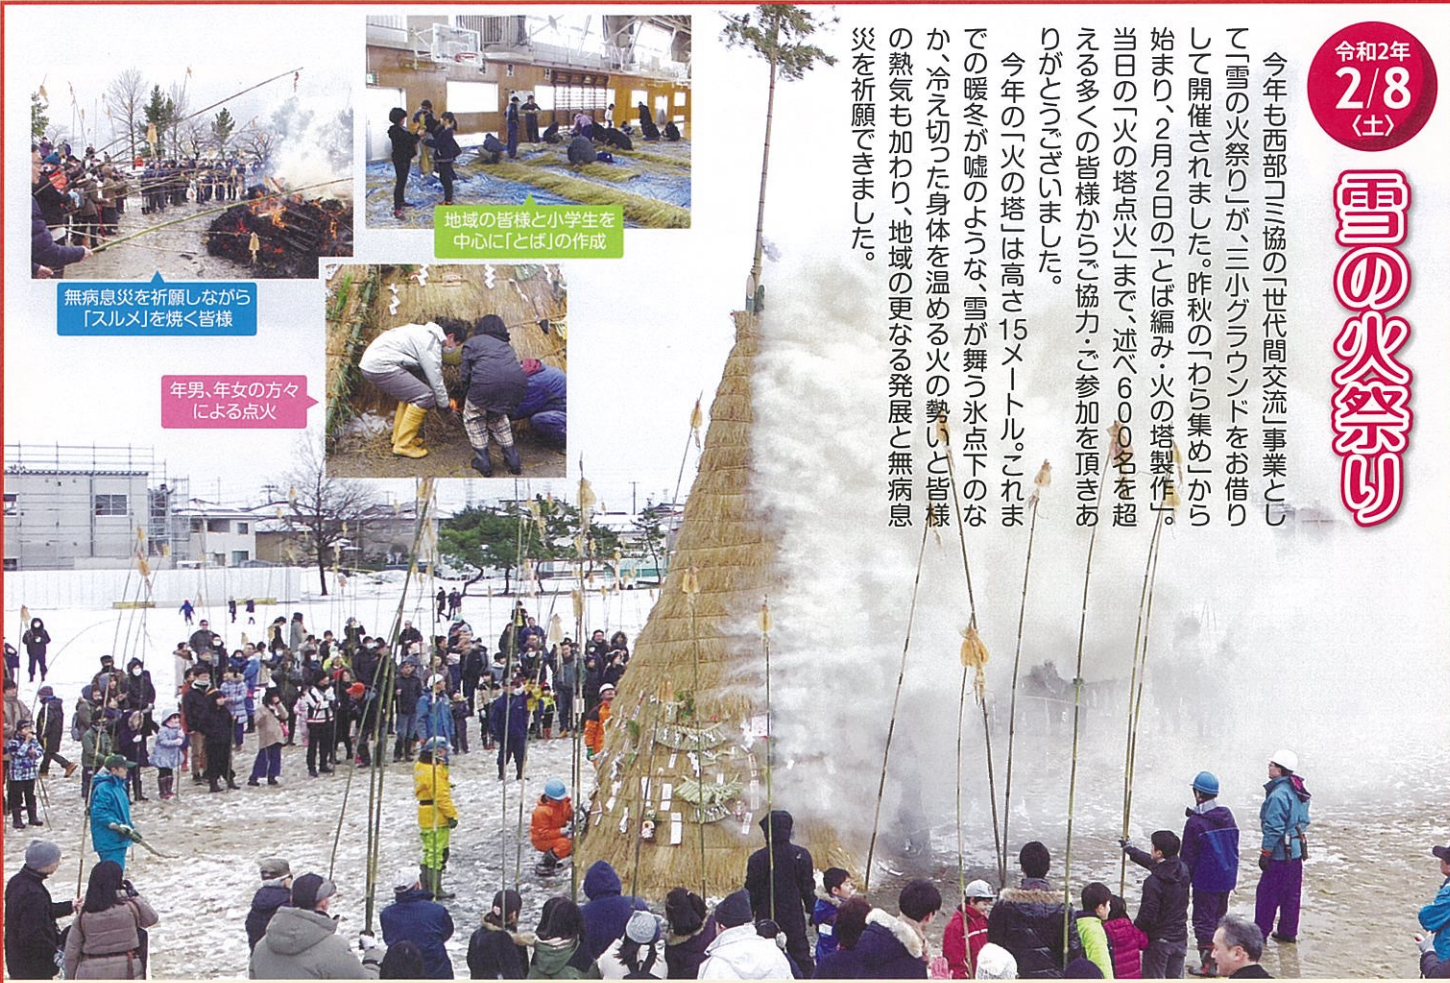 令和2年
2/8
〈土〉
雪の火祭り
今年も西部コミ協の「世代間交流」事業とし
て「雪の火祭り」が、三小グラウンドをお借り
して開催されました。昨秋の「わら集め」から
始まり、2月2日の「とば編み・火の塔製作」。
当日の「火の塔点火」まで、述べ600名を超
える多くの皆様からご協力・ご参加を頂きあ
りがとうございました。
今年の「火の塔」は高さ15メートル。これま
での暖冬が嘘のような、雪が舞う氷点下のな
か、冷え切った身体を温める火の勢いと皆様
の熱気も加わり、地域の更なる発展と無病息
災を祈願できました。
地域の皆様と小学生を
中心に「とば」の作成
無病息災を祈願しながら
「スルメ」を焼く皆様
年男、年女の方々
による点火